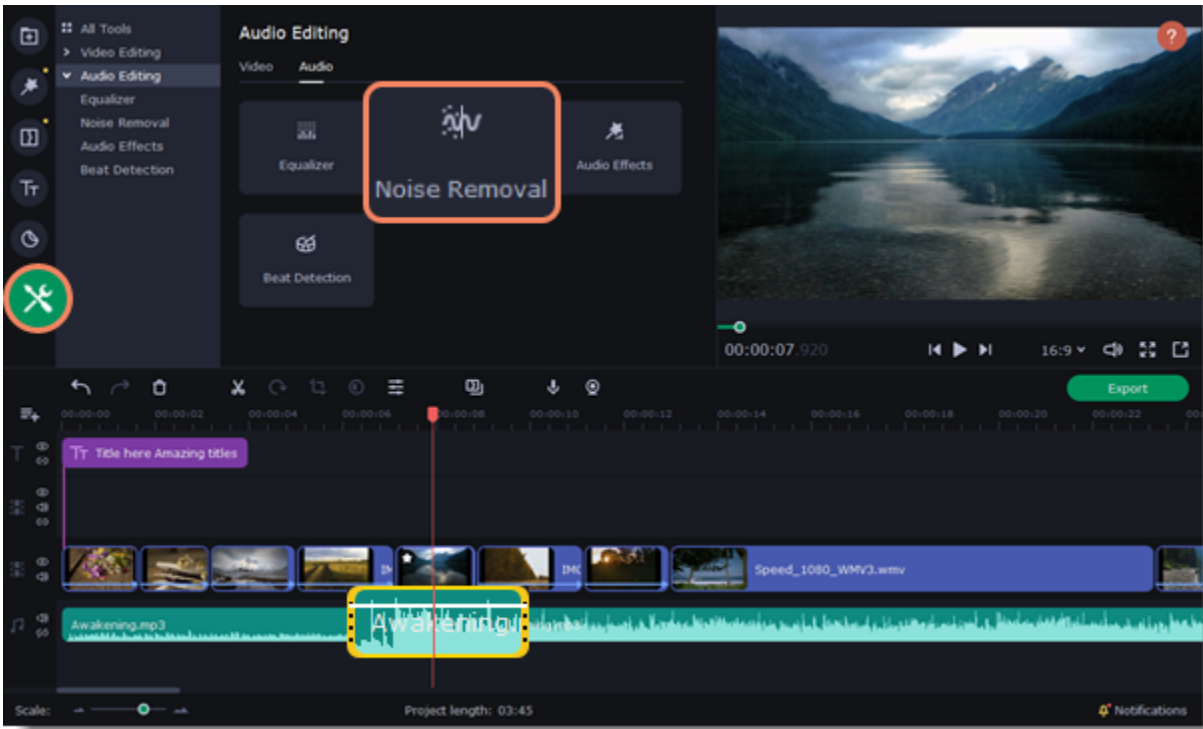 All Tools
Video Editing
Audio Editing
Equalizer
Noise Removal
Audio Effects
Beat Detection
Audio Editing
Video Audio
Equalizer
Noise Removal
Audio Effects
Beat Detection
?
00:00:07.920
16:9
Export
00:00:00 00:00:02 00:00:04 00:00:06 00:00:08 00:00:10 00:00:12 00:00:14 00:00:16 00:00:18 00:00:20 00:00:22
Title here Amazing titles
Speed_1080_WMV3.wmv
Awakening.mp3
Awakening.
Scale:
Project length: 03:45
Notifications